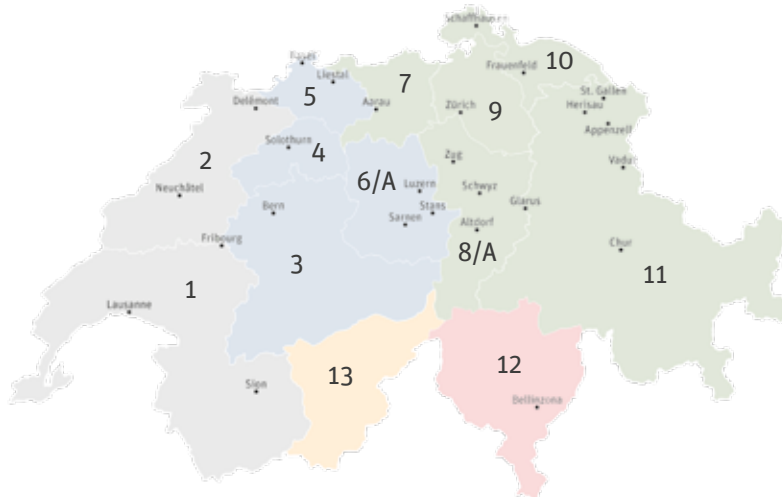 Schaffhausen
10
Basel
Frauenfeld
Liestal
7
5
St. Gallen
Delémont
Aarau
Zürich
9
Herisau
Appenzell
Solothurn
4
2
Zug
Vaduz
6/A
Luzern
Schwyz
Neuchâtel
Bern
Stans
Glarus
Sarnen
Altdorf
Fribourg
8/A
Chur
3
1
11
Lausanne
12
13
Sion
Bellinzona